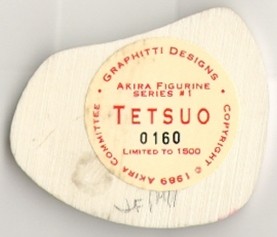 GRAPHITTI DESIGNS
AKIRA FIGURINE
SERIES #1
TETSUO
0160
LIMITED TO 1500
COPYRIGHT © 1989 AKIRA COMMITTEE